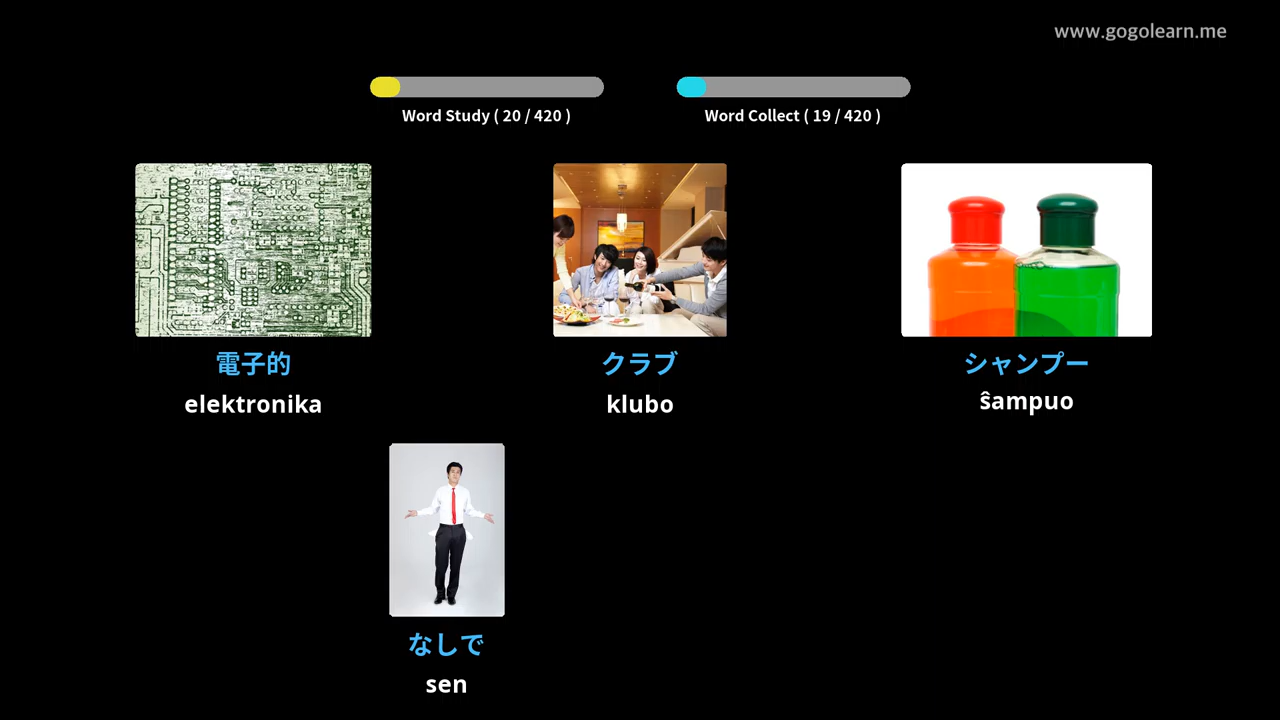 www.gogolearn.me
Word Study ( 20 / 420 )
Word Collect ( 19 / 420 )
電子的
elektronika
クラブ
klubo
シャンプー
ŝampuo
なしで
sen